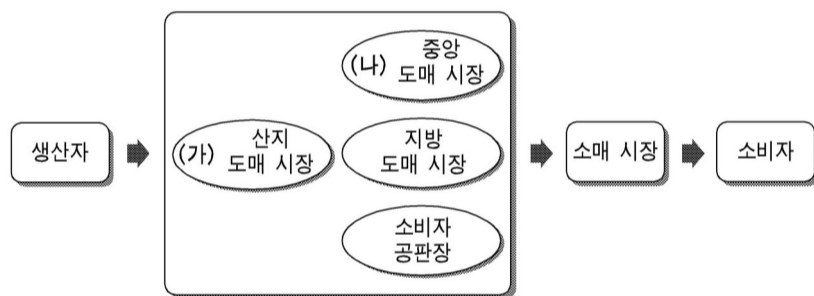 생산자
(가) 산지
도매 시장
(나) 중앙
도매 시장
지방
도매 시장
소비자
공판장
소매 시장
소비자